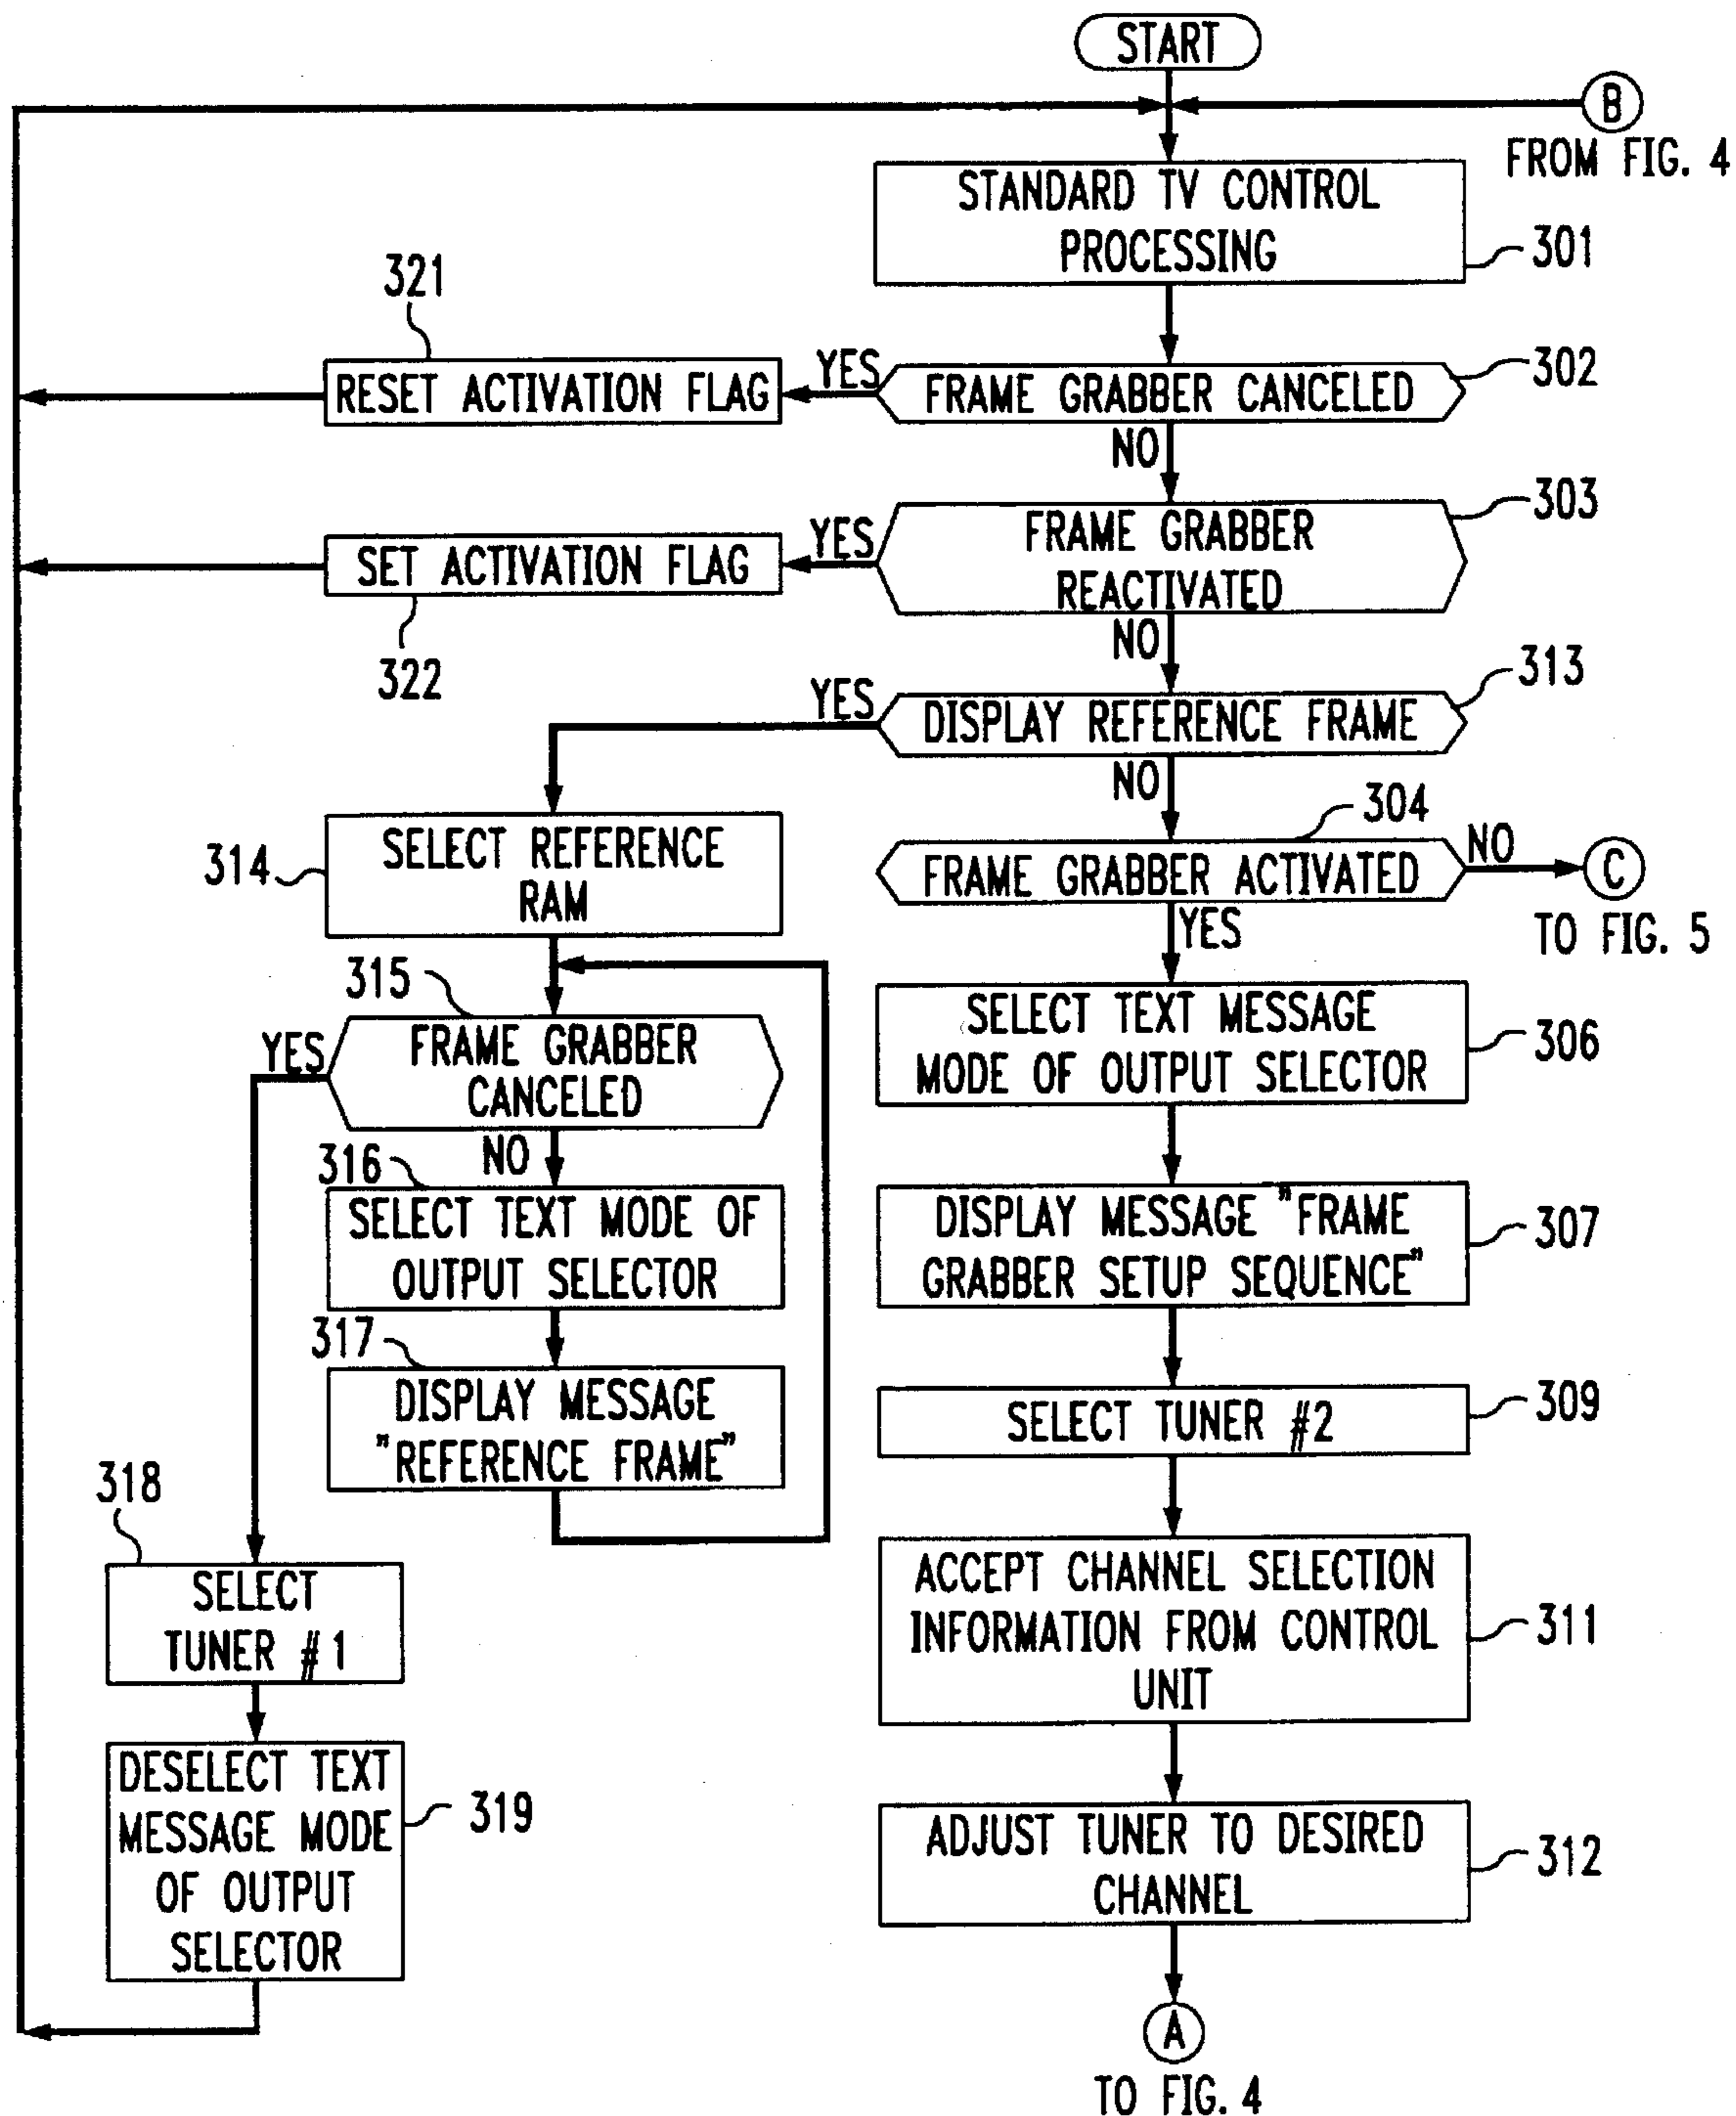 START
B
FROM FIG. 4
STANDARD TV CONTROL
PROCESSING
301
321
RESET ACTIVATION FLAG
YES
FRAME GRABBER CANCELED
302
NO
SET ACTIVATION FLAG
322
YES
FRAME GRABBER
REACTIVATED
303
NO
YES
DISPLAY REFERENCE FRAME
313
NO
304
FRAME GRABBER ACTIVATED
NO
C
TO FIG. 5
YES
314
SELECT REFERENCE
RAM
315
YES
FRAME GRABBER
CANCELED
NO
316
SELECT TEXT MODE OF
OUTPUT SELECTOR
317
DISPLAY MESSAGE
"REFERENCE FRAME"
318
SELECT
TUNER #1
DESELECT TEXT
MESSAGE MODE
OF OUTPUT
SELECTOR
319
SELECT TEXT MESSAGE
MODE OF OUTPUT SELECTOR
306
DISPLAY MESSAGE "FRAME
GRABBER SETUP SEQUENCE"
307
SELECT TUNER #2
309
ACCEPT CHANNEL SELECTION
INFORMATION FROM CONTROL
UNIT
311
ADJUST TUNER TO DESIRED
CHANNEL
312
A
TO FIG. 4